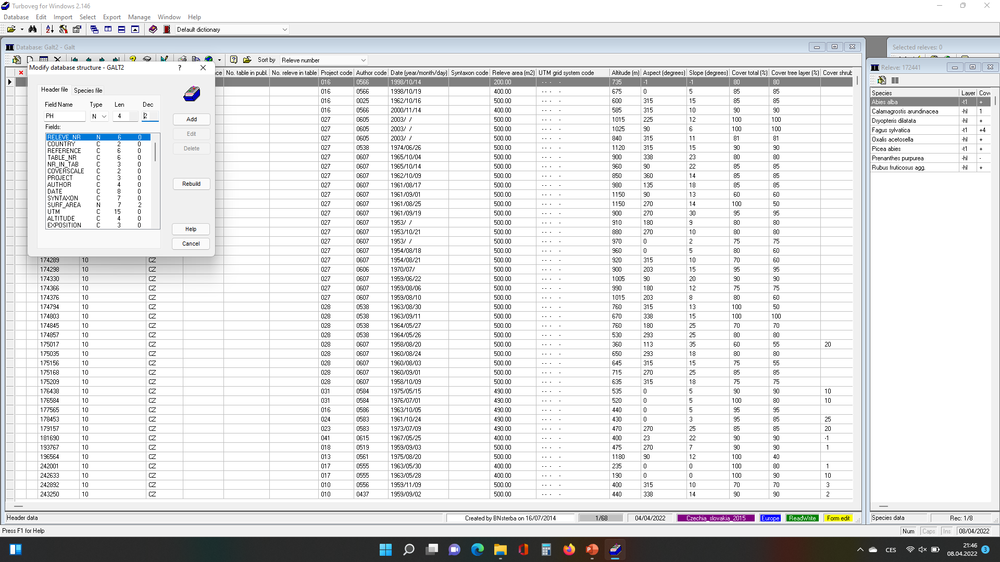 Turboveg for Windows 2.146
Database Edit Import Select Export Manage Window Help
Default dictionary
Database: Galt2 - Galt
Sort by Releve number
Selected releves: 0
Modify database structure - GALT2
Header file Species file
Field Name Type Len Dec
PH N 4 2
Fields:
RELEVE_NR N 6 0
COUNTRY C 2 0
REFERENCE C 6 0
TABLE_NR C 6 0
NR_IN_TAB C 3 0
COVERSCALE C 2 0
PROJECT C 3 0
AUTHOR C 4 0
DATE C 8 0
SYNTAXON C 7 0
SURF_AREA N 7 2
UTM C 15 0
ALTITUDE C 4 0
EXPOSITION C 3 0
Add
Edit
Delete
Rebuild
Help
Cancel
nce No. table in publ. No. releve in table Project code Author code Date (year/month/day) Syntaxon code Releve area (m2) UTM grid system code Altitude (m) Aspect (degrees) Slope (degrees) Cover total (%) Cover tree layer (%) Cover shrub
016 0566 1998/10/14 200.00 - - - - 735 -1 -1 80 80
016 0566 1998/10/19 400.00 - - - - 675 0 5 85 85
016 0025 1962/10/16 500.00 - - - - 600 315 15 85 85
016 0566 2000/11/14 400.00 - - - - 585 315 10 90 90
027 0605 2003/ / 500.00 - - - - 1015 225 12 100 100
027 0605 2003/ / 500.00 - - - - 1025 90 6 100 100
027 0605 2003/ / 500.00 - - - - 840 315 11 81 81
027 0538 1974/06/26 500.00 - - - - 1120 315 15 90 90
027 0607 1965/10/04 500.00 - - - - 900 338 23 80 80
027 0607 1965/10/14 500.00 - - - - 960 90 22 85 85
027 0607 1962/10/09 500.00 - - - - 850 360 14 85 85
027 0607 1961/08/17 500.00 - - - - 980 135 18 85 85
027 0607 1961/09/01 500.00 - - - - 1150 90 13 60 60
027 0607 1961/08/25 500.00 - - - - 1150 270 14 100 50
027 0607 1961/09/19 500.00 - - - - 900 270 30 95 95
027 0607 1953/ / 500.00 - - - - 910 180 9 80 80
027 0607 1953/10/21 500.00 - - - - 880 270 10 80 80
027 0607 1953/ / 500.00 - - - - 970 0 2 75 75
027 0607 1954/08/18 500.00 - - - - 960 0 5 80 60
174289 10 CZ 027 0607 1954/08/21 500.00 - - - - 920 315 10 70 60
174298 10 CZ 027 0606 1970/07/ 500.00 - - - - 900 203 15 95 95
174330 10 CZ 027 0607 1959/06/22 500.00 - - - - 1005 90 20 90 90
174366 10 CZ 027 0607 1959/08/06 500.00 - - - - 990 180 12 75 75
174376 10 CZ 027 0607 1959/08/10 500.00 - - - - 1015 203 8 80 60
174794 10 CZ 028 0538 1963/08/30 500.00 - - - - 760 315 13 100 50
174803 10 CZ 028 0538 1963/09/11 500.00 - - - - 670 338 15 100 100
174845 10 CZ 028 0538 1964/05/27 500.00 - - - - 760 180 25 70 70
174857 10 CZ 028 0538 1964/05/26 500.00 - - - - 530 293 25 80 80
175017 10 CZ 028 0607 1958/08/20 500.00 - - - - 360 113 35 60 55 20
175035 10 CZ 028 0607 1960/08/24 500.00 - - - - 650 293 18 80 80
175156 10 CZ 028 0607 1960/08/03 500.00 - - - - 645 315 15 75 55
175168 10 CZ 028 0607 1960/09/01 500.00 - - - - 715 270 25 85 85
175209 10 CZ 028 0607 1958/10/09 500.00 - - - - 635 315 18 75 75
176438 10 CZ 031 0584 1975/05/15 490.00 - - - - 535 0 5 90 90 10
176584 10 CZ 031 0584 1976/07/01 490.00 - - - - 520 0 5 100 80 10
177565 10 CZ 016 0586 1963/10/05 490.00 - - - - 440 0 5 95 85
178453 10 CZ 024 0583 1961/10/24 490.00 - - - - 430 0 3 95 85 25
179157 10 CZ 023 0583 1973/07/09 490.00 - - - - 470 270 25 85 85 20
181690 10 CZ 041 0615 1967/05/25 400.00 - - - - 400 23 22 90 90 -1
193767 10 CZ 018 0519 1959/09/03 500.00 - - - - 475 270 7 90 90 1
196564 10 CZ 013 0561 1975/08/20 500.00 - - - - 1180 90 12 100 40
242001 10 CZ 017 0555 1963/05/30 400.00 - - - - 235 0 0 100 80 1
242633 10 CZ 017 0555 1963/05/28 400.00 - - - - 190 0 0 100 90 10
242892 10 CZ 010 0556 1959/11/09 500.00 - - - - 400 315 10 70 70 3
243250 10 CZ 010 0437 1959/09/02 500.00 - - - - 440 338 14 90 90 2
Header data Created by BNsterba on 16/07/2014 1/68 04/04/2022 Czechia_slovakia_2015 Europe ReadWrite Form edit
Releve: 172441
Species Layer Cov
Abies alba -t1 +
Calamagrostis arundinacea -hl 1
Dryopteris dilatata -hl +
Fagus sylvatica -t1 +4
Oxalis acetosella -hl +
Picea abies -t1 +
Prenanthes purpurea -hl -
Rubus fruticosus agg. -hl +
Species data Rec: 1/8
Press F1 for Help
Num Caps Ins 08/04/2022
CES
21:46
08.04.2022
3